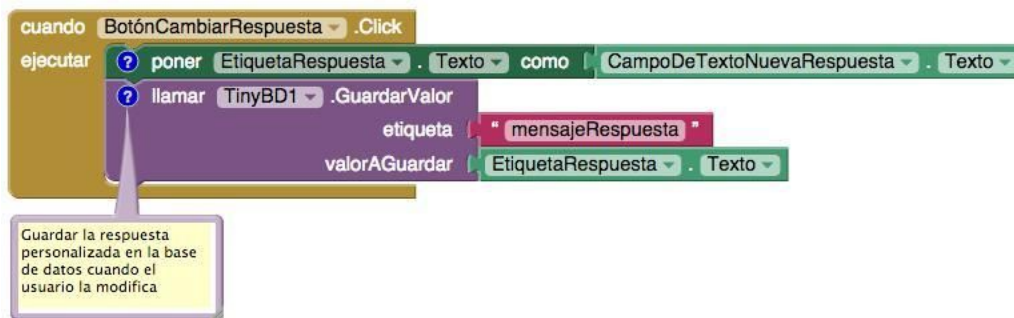 cuando BotónCambiarRespuesta .Click
ejecutar ? poner EtiquetaRespuesta . Texto como CampoDeTextoNuevaRespuesta . Texto
? llamar TinyBD1 .GuardarValor
etiqueta " mensajeRespuesta "
valorAGuardar EtiquetaRespuesta . Texto
Guardar la respuesta
personalizada en la base
de datos cuando el
usuario la modifica